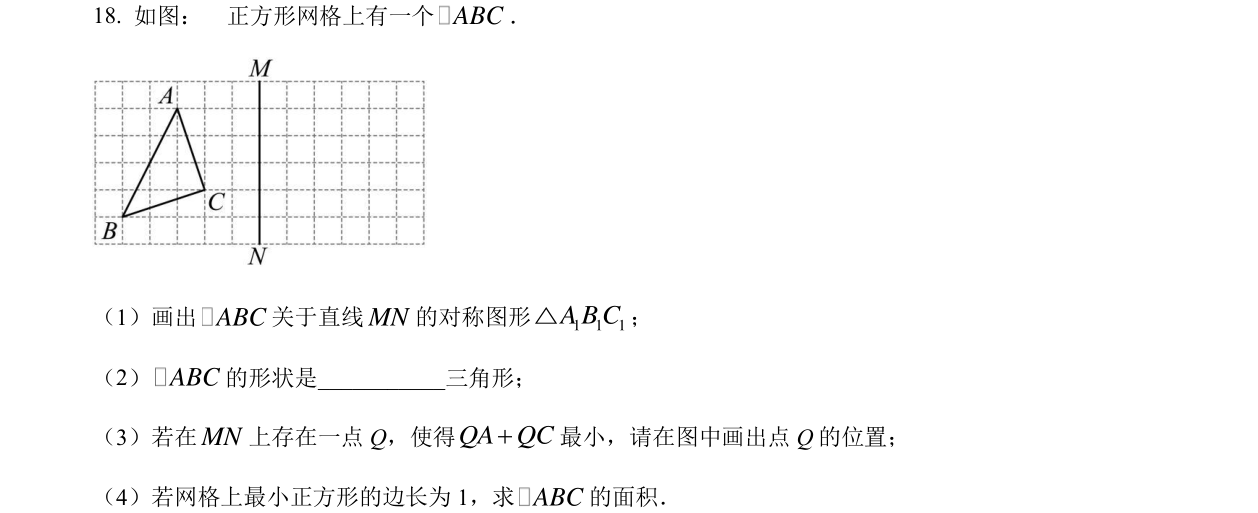 18. 如图： 正方形网格上有一个□ABC．
M
A
C
B
N
（1）画出□ABC关于直线MN的对称图形△A₁B₁C₁；
（2）□ABC的形状是___________三角形；
（3）若在MN上存在一点Q，使得QA+QC最小，请在图中画出点Q的位置；
（4）若网格上最小正方形的边长为1，求□ABC的面积．